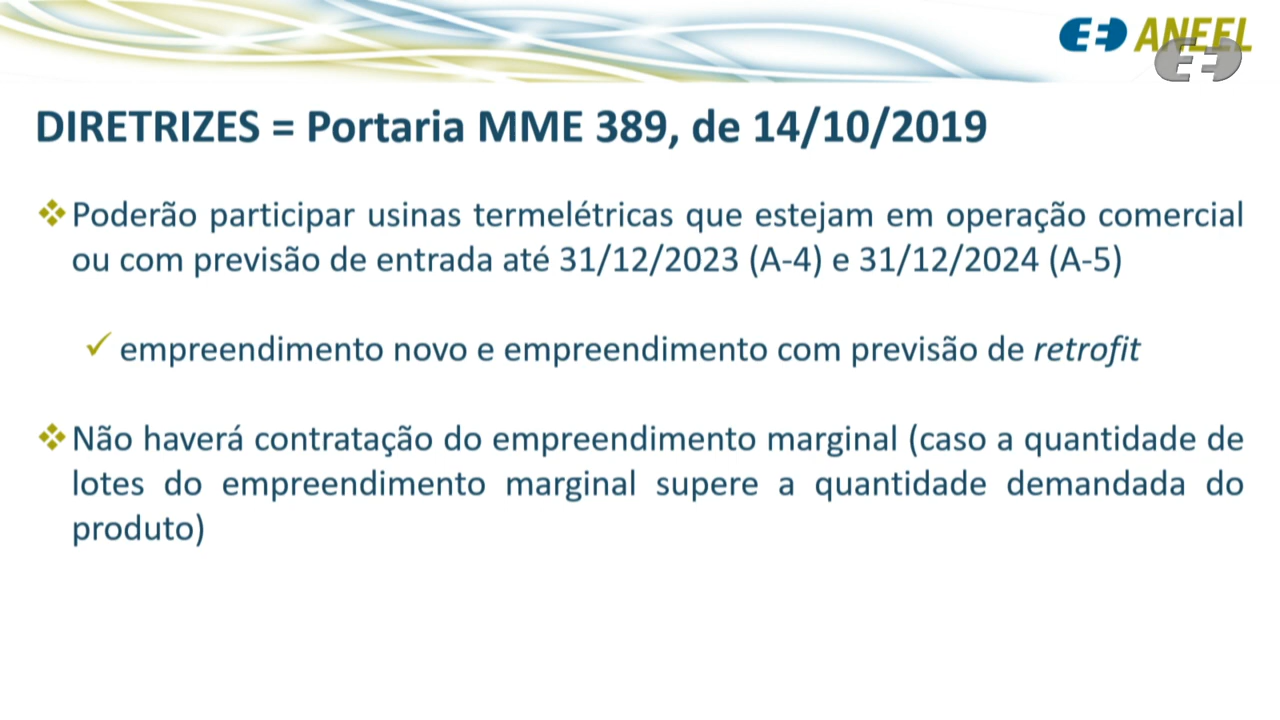 ANEEL
DIRETRIZES = Portaria MME 389, de 14/10/2019
Poderão participar usinas termelétricas que estejam em operação comercial
ou com previsão de entrada até 31/12/2023 (A-4) e 31/12/2024 (A-5)
empreendimento novo e empreendimento com previsão de retrofit
Não haverá contratação do empreendimento marginal (caso a quantidade de
lotes do empreendimento marginal supere a quantidade demandada do
produto)